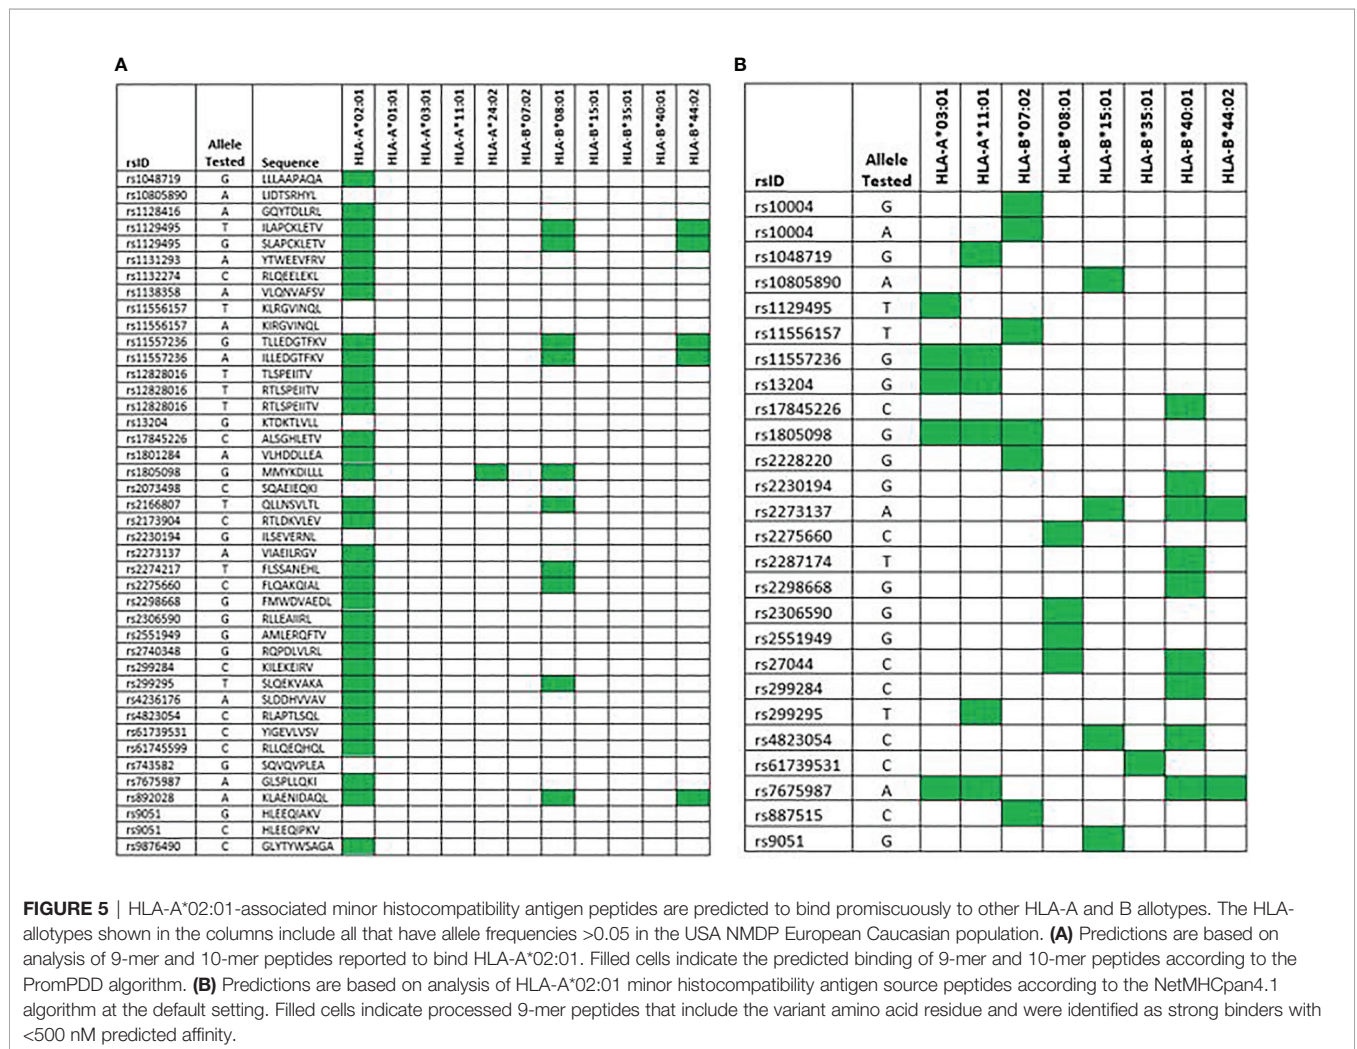 A
rsID Allele Tested Sequence HLA-A*02:01 HLA-A*01:01 HLA-A*03:01 HLA-A*11:01 HLA-A*24:02 HLA-B*07:02 HLA-B*08:01 HLA-B*15:01 HLA-B*35:01 HLA-B*40:01 HLA-B*44:02
rs1048719 G LLLAAPAQA
rs10805890 A LIDTSRHYL
rs1128416 A GQYTDLLRL
rs1129495 T ILAPCKLETV
rs1129495 G SLAPCKLETV
rs1131293 A YTWEEVFRV
rs1132274 C RLQEELEKL
rs1138358 A VLQNVAFSV
rs11556157 T KLRGVINQL
rs11556157 A KIRGVINQL
rs11557236 G TLLEDGTFKV
rs11557236 A ILLEDGTFKV
rs12828016 T TLSPEIITV
rs12828016 T RTLSPEIITV
rs12828016 T RTLSPEIITV
rs13204 G KTDKTLVLL
rs17845226 C ALSGHLETV
rs1801284 A VLHDDLLEA
rs1805098 G MMYKDILLL
rs2073498 C SQAEIEQKI
rs2166807 T QLLNSVLTL
rs2173904 C RTLDKVLEV
rs2230194 G ILSEVERNL
rs2273137 A VIAEILRGV
rs2274217 T FLSSANEHL
rs2275660 C FLQAKQIAL
rs2298668 G FMWDVAEDL
rs2306590 G RLLEAIIRL
rs2551949 G AMLERQFTV
rs2740348 G RQPDLVLRL
rs299284 C KILEKEIRV
rs299295 T SLQEKVAKA
rs4236176 A SLDDHVVAV
rs4823054 C RLAPTLSQL
rs61739531 C YIGEVLVSV
rs61745599 C RLLQEQHQL
rs743582 G SQVQVPLEA
rs7675987 A GLSPLLQKI
rs892028 A KLAENIDAQL
rs9051 G HLEEQIAKV
rs9051 C HLEEQIPKV
rs9876490 C GLYTYWSAGA
B
rsID Allele Tested HLA-A*03:01 HLA-A*11:01 HLA-B*07:02 HLA-B*08:01 HLA-B*15:01 HLA-B*35:01 HLA-B*40:01 HLA-B*44:02
rs10004 G
rs10004 A
rs1048719 G
rs10805890 A
rs1129495 T
rs11556157 T
rs11557236 G
rs13204 G
rs17845226 C
rs1805098 G
rs2228220 G
rs2230194 G
rs2273137 A
rs2275660 C
rs2287174 T
rs2298668 G
rs2306590 G
rs2551949 G
rs27044 C
rs299284 C
rs299295 T
rs4823054 C
rs61739531 C
rs7675987 A
rs887515 C
rs9051 G
FIGURE 5 | HLA-A*02:01-associated minor histocompatibility antigen peptides are predicted to bind promiscuously to other HLA-A and B allotypes. The HLA-
allotypes shown in the columns include all that have allele frequencies >0.05 in the USA NMDP European Caucasian population. (A) Predictions are based on
analysis of 9-mer and 10-mer peptides reported to bind HLA-A*02:01. Filled cells indicate the predicted binding of 9-mer and 10-mer peptides according to the
PromPDD algorithm. (B) Predictions are based on analysis of HLA-A*02:01 minor histocompatibility antigen source peptides according to the NetMHCpan4.1
algorithm at the default setting. Filled cells indicate processed 9-mer peptides that include the variant amino acid residue and were identified as strong binders with
<500 nM predicted affinity.